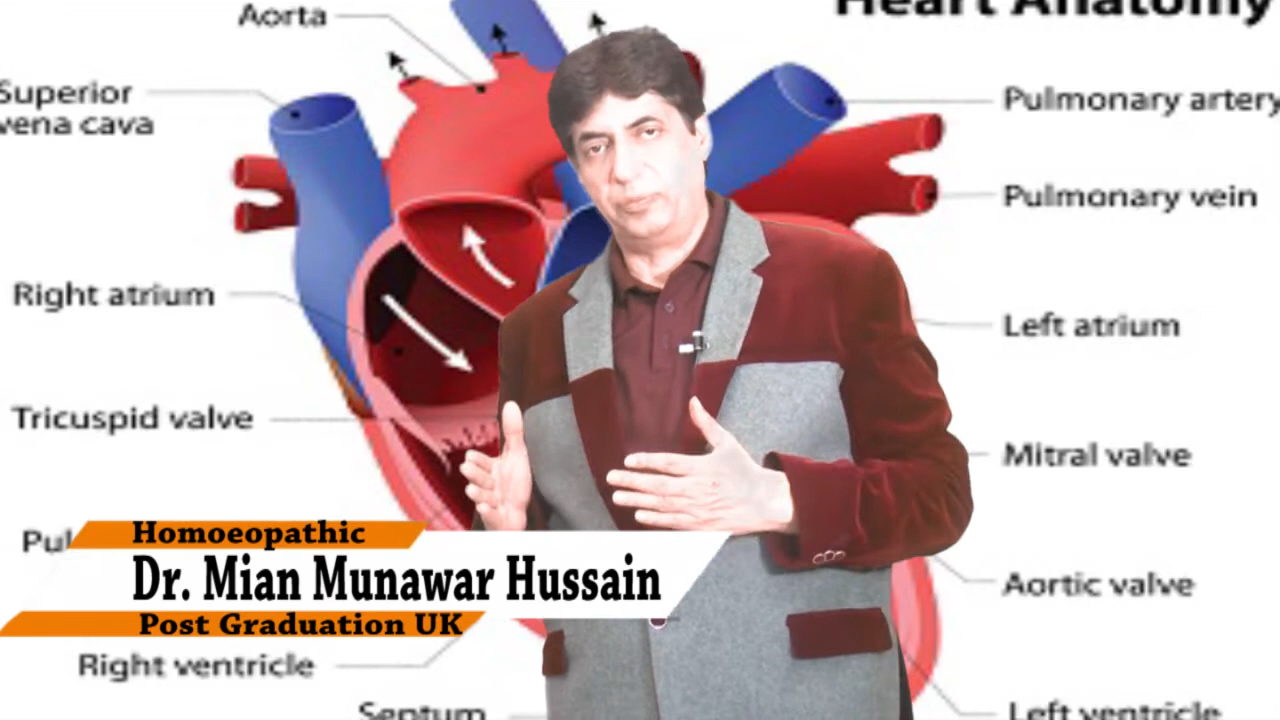 Heart Anatomy
Aorta
Superior
vena cava
Pulmonary artery
Pulmonary vein
Right atrium
Left atrium
Tricuspid valve
Mitral valve
Pul
Homoeopathic
Dr. Mian Munawar Hussain
Post Graduation UK
Aortic valve
Right ventricle
Septum
Left ventricle